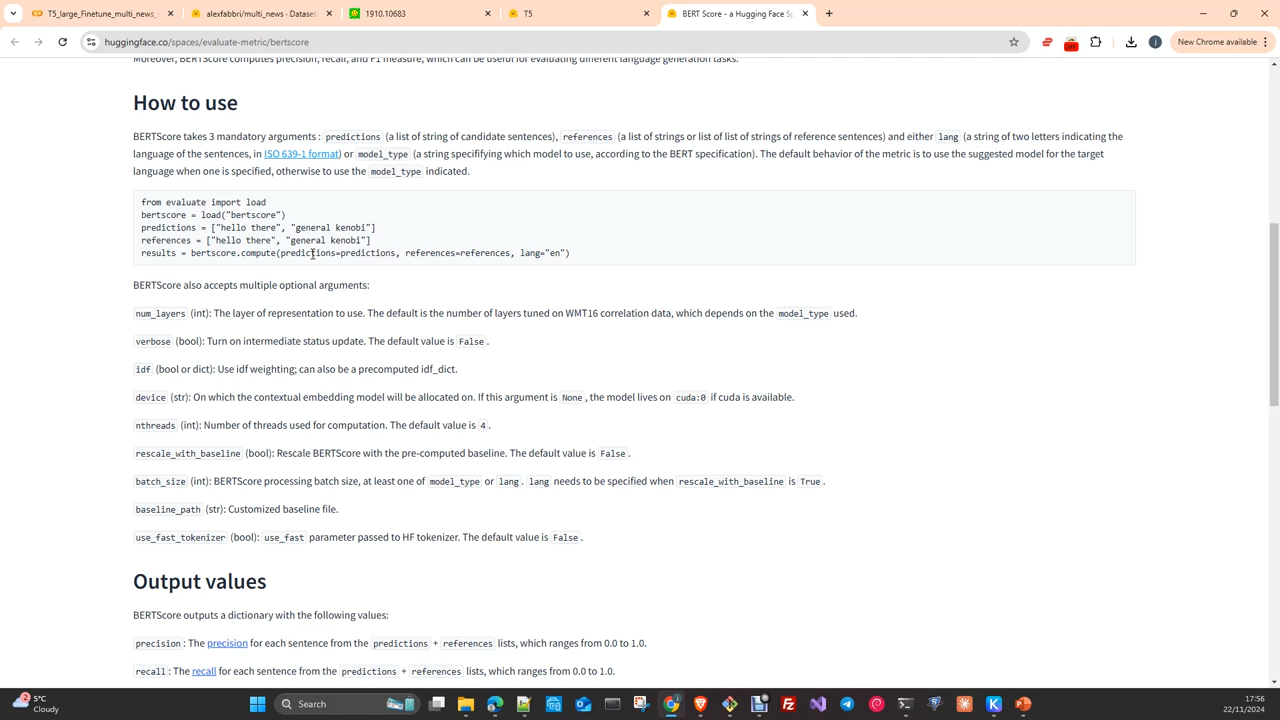 T5_large_Finetune_multi_news_
alexfabbri/multi_news · Dataset
1910.10683
T5
BERT Score - a Hugging Face Sp
huggingface.co/spaces/evaluate-metric/bertscore
OFF
New Chrome available
Moreover, BERTScore computes precision, recall, and F1 measure, which can be useful for evaluating different language generation tasks.
How to use
BERTScore takes 3 mandatory arguments : predictions (a list of string of candidate sentences), references (a list of strings or list of list of strings of reference sentences) and either lang (a string of two letters indicating the
language of the sentences, in ISO 639-1 format) or model_type (a string specififying which model to use, according to the BERT specification). The default behavior of the metric is to use the suggested model for the target
language when one is specified, otherwise to use the model_type indicated.
from evaluate import load
bertscore = load("bertscore")
predictions = ["hello there", "general kenobi"]
references = ["hello there", "general kenobi"]
results = bertscore.compute(predictions=predictions, references=references, lang="en")
BERTScore also accepts multiple optional arguments:
num_layers (int): The layer of representation to use. The default is the number of layers tuned on WMT16 correlation data, which depends on the model_type used.
verbose (bool): Turn on intermediate status update. The default value is False.
idf (bool or dict): Use idf weighting; can also be a precomputed idf_dict.
device (str): On which the contextual embedding model will be allocated on. If this argument is None, the model lives on cuda:0 if cuda is available.
nthreads (int): Number of threads used for computation. The default value is 4.
rescale_with_baseline (bool): Rescale BERTScore with the pre-computed baseline. The default value is False.
batch_size (int): BERTScore processing batch size, at least one of model_type or lang. lang needs to be specified when rescale_with_baseline is True.
baseline_path (str): Customized baseline file.
use_fast_tokenizer (bool): use_fast parameter passed to HF tokenizer. The default value is False.
Output values
BERTScore outputs a dictionary with the following values:
precision: The precision for each sentence from the predictions + references lists, which ranges from 0.0 to 1.0.
recall: The recall for each sentence from the predictions + references lists, which ranges from 0.0 to 1.0.
2
5°C
Cloudy
Search
17:56
22/11/2024